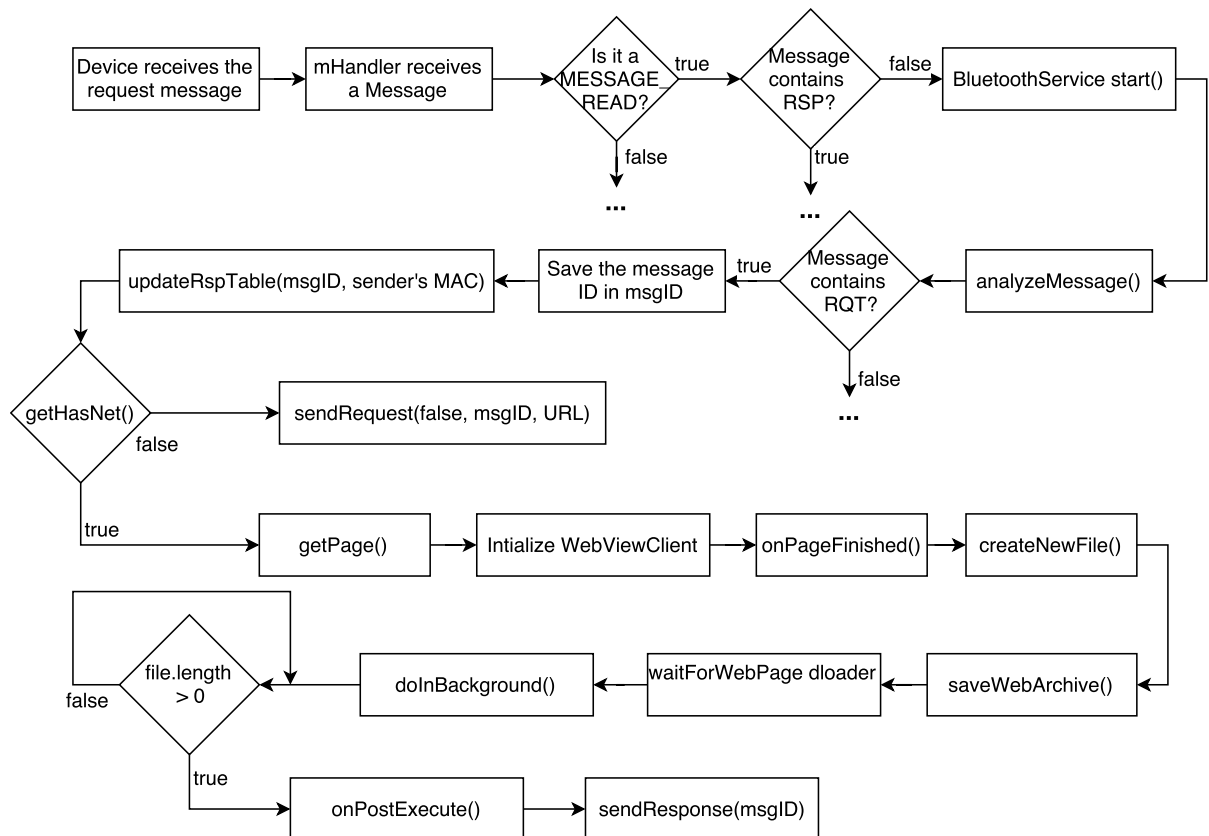 Device receives the
request message
mHandler receives
a Message
Is it a
MESSAGE_
READ?
true
Message
contains
RSP?
false
BluetoothService start()
false
...
true
...
updateRspTable(msgID, sender's MAC)
Save the message
ID in msgID
true
Message
contains
RQT?
analyzeMessage()
false
...
getHasNet()
false
sendRequest(false, msgID, URL)
true
getPage()
Intialize WebViewClient
onPageFinished()
createNewFile()
file.length
> 0
false
doInBackground()
waitForWebPage dloader
saveWebArchive()
true
onPostExecute()
sendResponse(msgID)